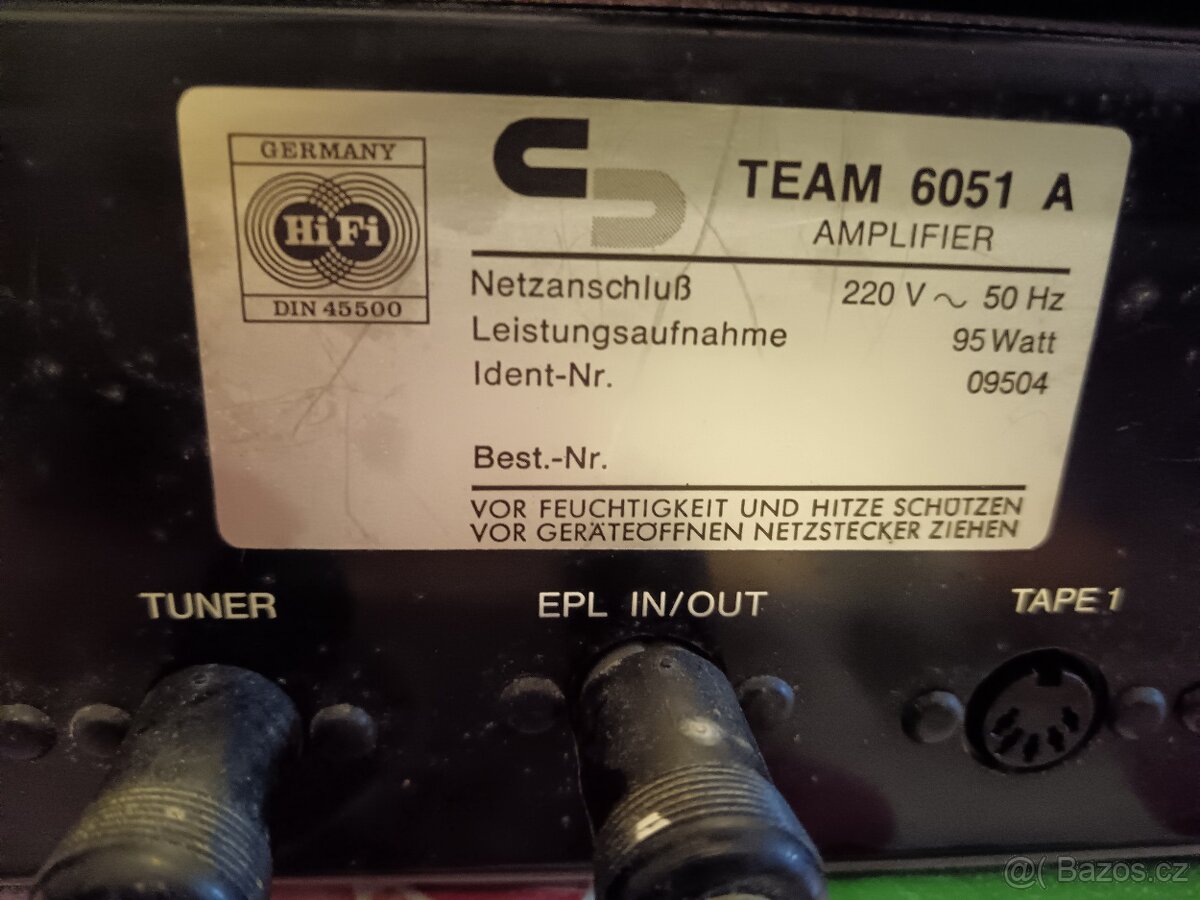 GERMANY
HiFi
DIN 45500
TEAM 6051 A
AMPLIFIER
Netzanschluß 220 V ~ 50 Hz
Leistungsaufnahme 95 Watt
Ident-Nr. 09504
Best.-Nr.
VOR FEUCHTIGKEIT UND HITZE SCHÜTZEN
VOR GERÄTEÖFFNEN NETZSTECKER ZIEHEN
TUNER EPL IN/OUT TAPE 1
@( Bazos.cz